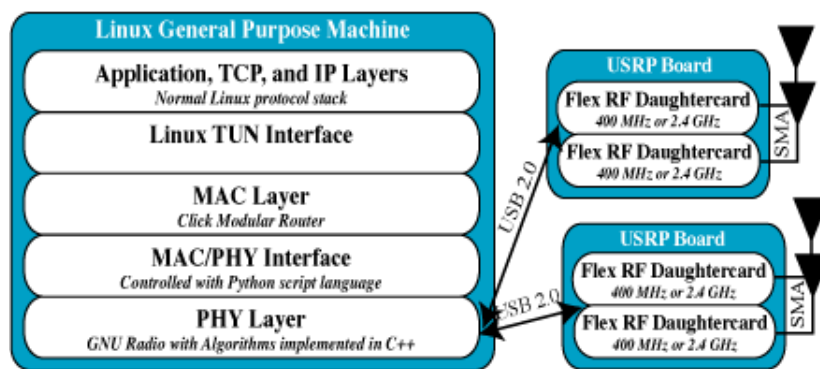 Linux General Purpose Machine
Application, TCP, and IP Layers
Normal Linux protocol stack
Linux TUN Interface
MAC Layer
Click Modular Router
MAC/PHY Interface
Controlled with Python script language
PHY Layer
GNU Radio with Algorithms implemented in C++
USB 2.0
USB 2.0
USRP Board
Flex RF Daughtercard
400 MHz or 2.4 GHz
Flex RF Daughtercard
400 MHz or 2.4 GHz
SMA
USRP Board
Flex RF Daughtercard
400 MHz or 2.4 GHz
Flex RF Daughtercard
400 MHz or 2.4 GHz
SMA